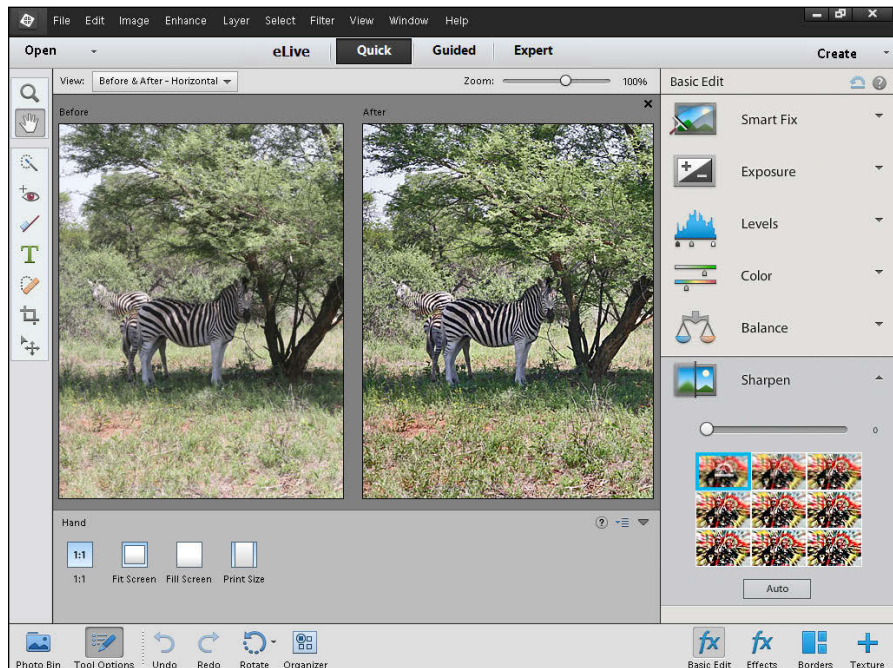 File Edit Image Enhance Layer Select Filter View Window Help
Open eLive Quick Guided Expert Create
View: Before & After - Horizontal Zoom: 100% Basic Edit
Before After
Smart Fix
Exposure
Levels
Color
Balance
Sharpen
0
Auto
T
Hand
1:1
1:1 Fit Screen Fill Screen Print Size
fx fx
Photo Bin Tool Options Undo Redo Rotate Organizer Basic Edit Effects Borders Texture